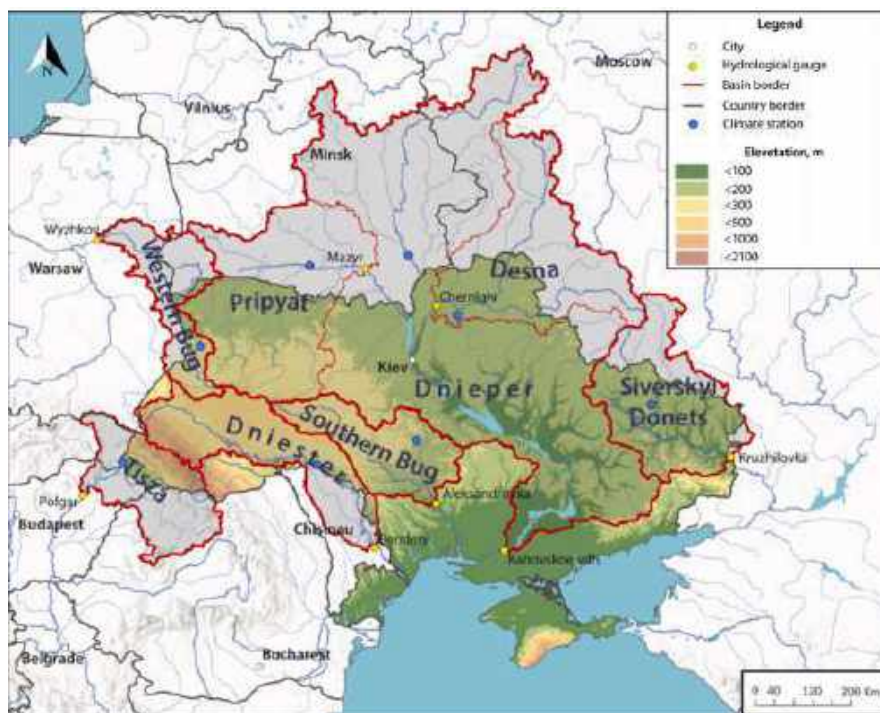 Legend
City
Hydrological gauge
Basin border
Country border
Climate station
Elevetation, m
<100
<200
<300
<500
<1000
<2100
N
Moscow
Vilnius
Minsk
Wyzhkov
Warsaw
Western Bug
Mazyr
Pripyat
Desna
Chernigiv
Kiev
Dnieper
Siverskyi
Donets
Dniester
Southern Bug
Kruzhilovka
Tisza
Budapest
Chisinau
Bendery
Bucharest
Belgrade
0 40 120 200 Km